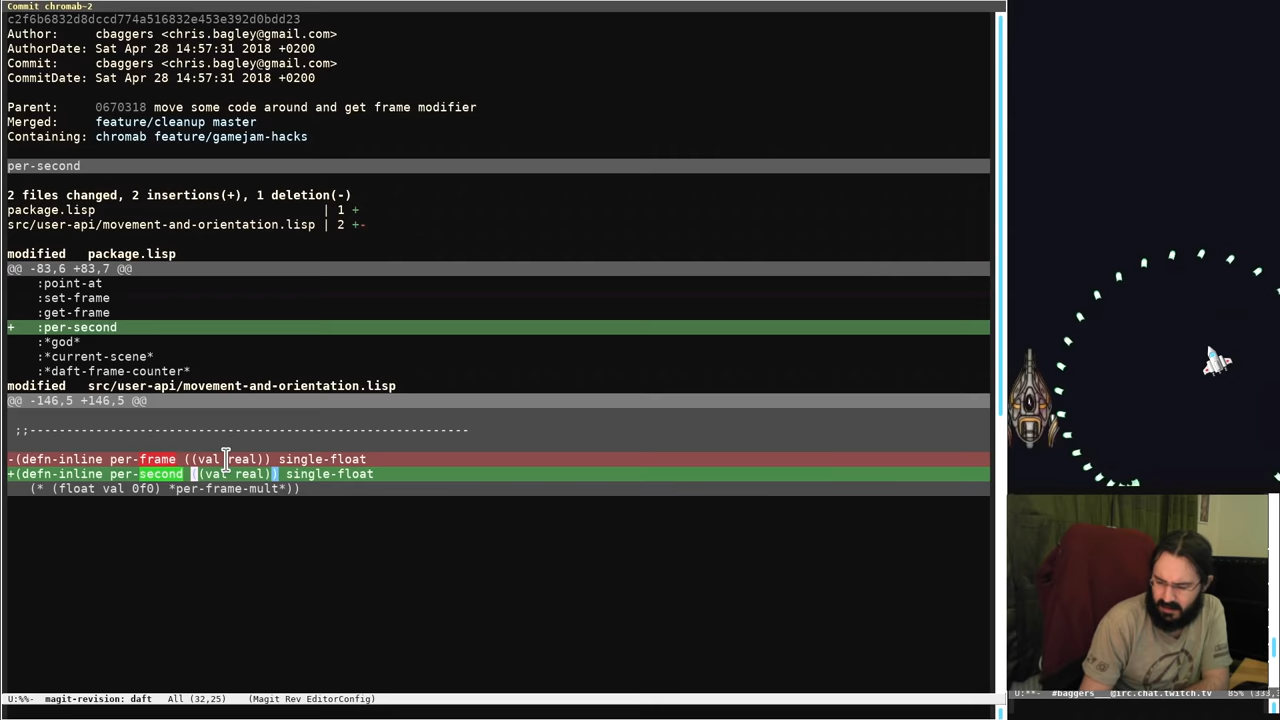 Commit chromab~2
c2f6b6832d8dccd774a516832e453e392d0bdd23
Author:     cbaggers <chris.bagley@gmail.com>
AuthorDate: Sat Apr 28 14:57:31 2018 +0200
Commit:     cbaggers <chris.bagley@gmail.com>
CommitDate: Sat Apr 28 14:57:31 2018 +0200
Parent:     0670318 move some code around and get frame modifier
Merged:     feature/cleanup master
Containing: chromab feature/gamejam-hacks
per-second
2 files changed, 2 insertions(+), 1 deletion(-)
package.lisp                               | 1 +
src/user-api/movement-and-orientation.lisp | 2 +-
modified   package.lisp
@@ -83,6 +83,7 @@
    :point-at
    :set-frame
    :get-frame
+   :per-second
    :*god*
    :*current-scene*
    :*daft-frame-counter*
modified   src/user-api/movement-and-orientation.lisp
@@ -146,5 +146,5 @@
 ;;------------------------------------------------------------
-(defn-inline per-frame ((val real)) single-float
+(defn-inline per-second ((val real)) single-float
   (* (float val 0f0) *per-frame-mult*))
U:%%-  magit-revision: daft   All (32,25)      (Magit Rev EditorConfig)
U:**-  #baggers__@irc.chat.twitch.tv   85% (333,